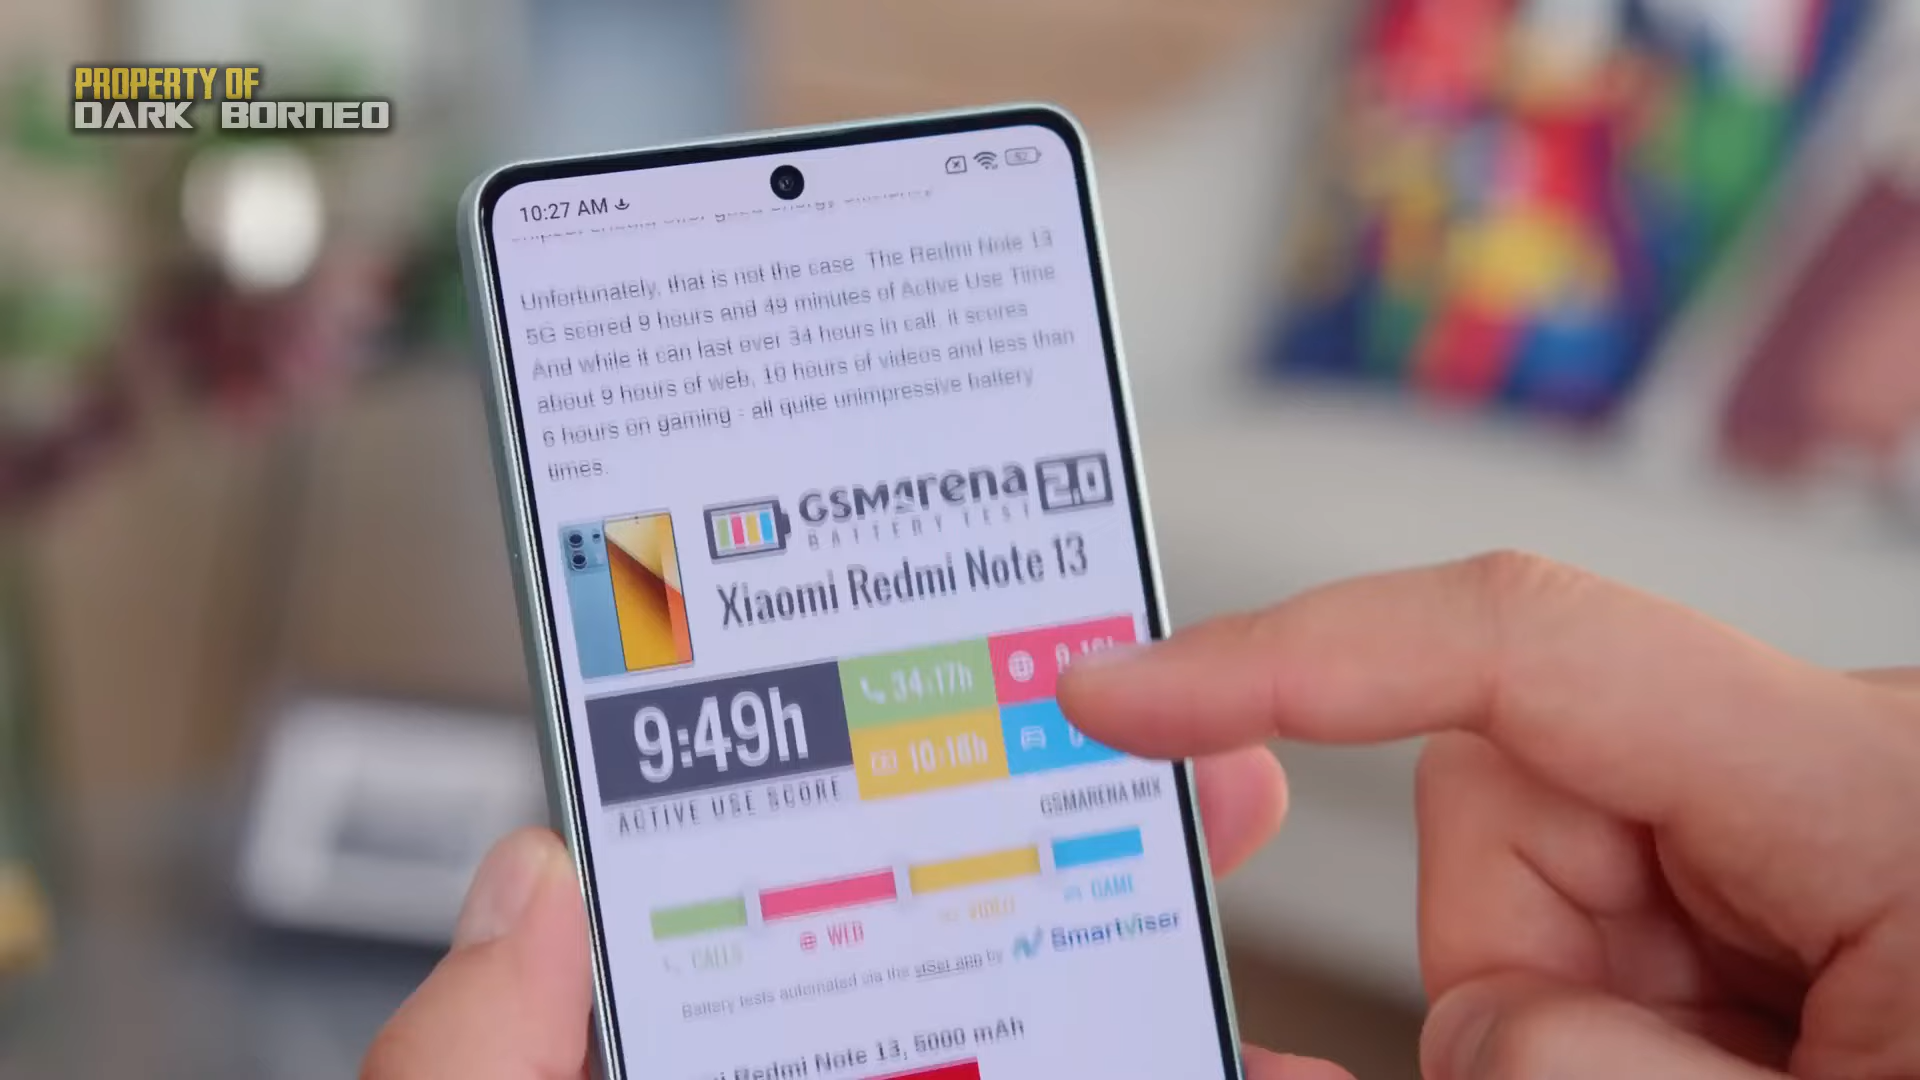 PROPERTY OF
DARK BORNEO
10:27 AM
52
good energy efficiency
Unfortunately, that is not the case. The Redmi Note 13
5G scored 9 hours and 49 minutes of Active Use Time.
And while it can last over 34 hours in call, it scores
about 9 hours of web, 10 hours of videos and less than
6 hours on gaming - all quite unimpressive battery
times.
GSMArena 2.0
BATTERY TEST
Xiaomi Redmi Note 13
34:17h
9:49h
10:16h
ACTIVE USE SCORE
GSMARENA MIX
CALLS
WEB
VIDEO
GAME
Battery tests automated via the viSer app by SmartViser
Redmi Note 13, 5000 mAh